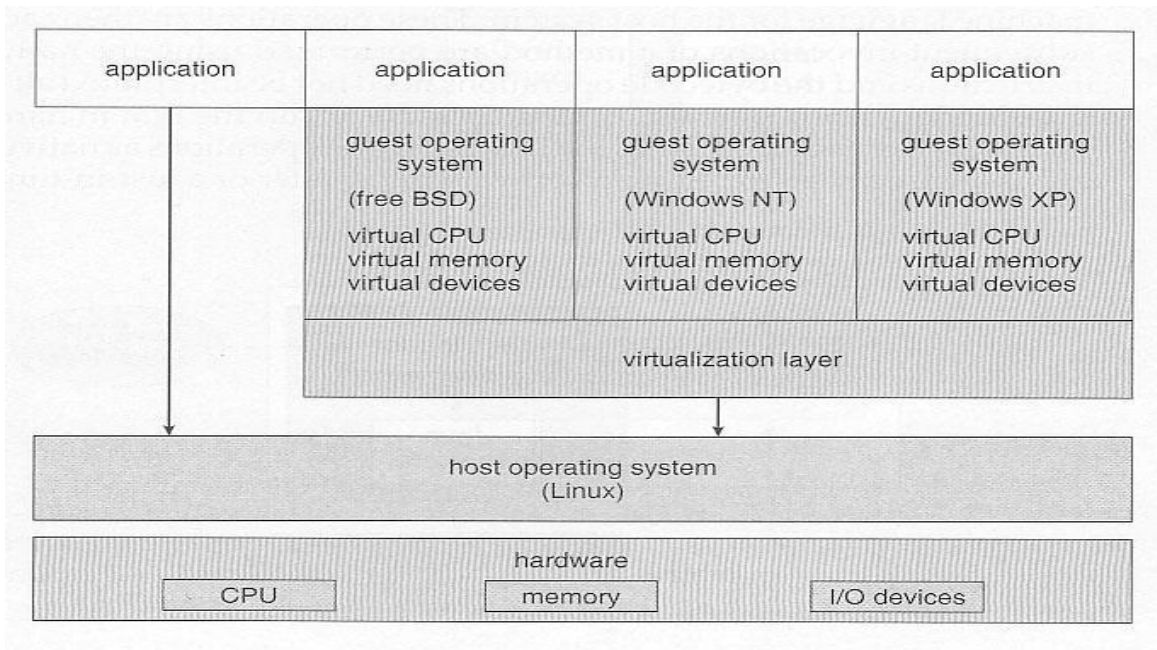 application
application
application
application
guest operating
system
(free BSD)
virtual CPU
virtual memory
virtual devices
guest operating
system
(Windows NT)
virtual CPU
virtual memory
virtual devices
guest operating
system
(Windows XP)
virtual CPU
virtual memory
virtual devices
virtualization layer
host operating system
(Linux)
hardware
CPU
memory
I/O devices